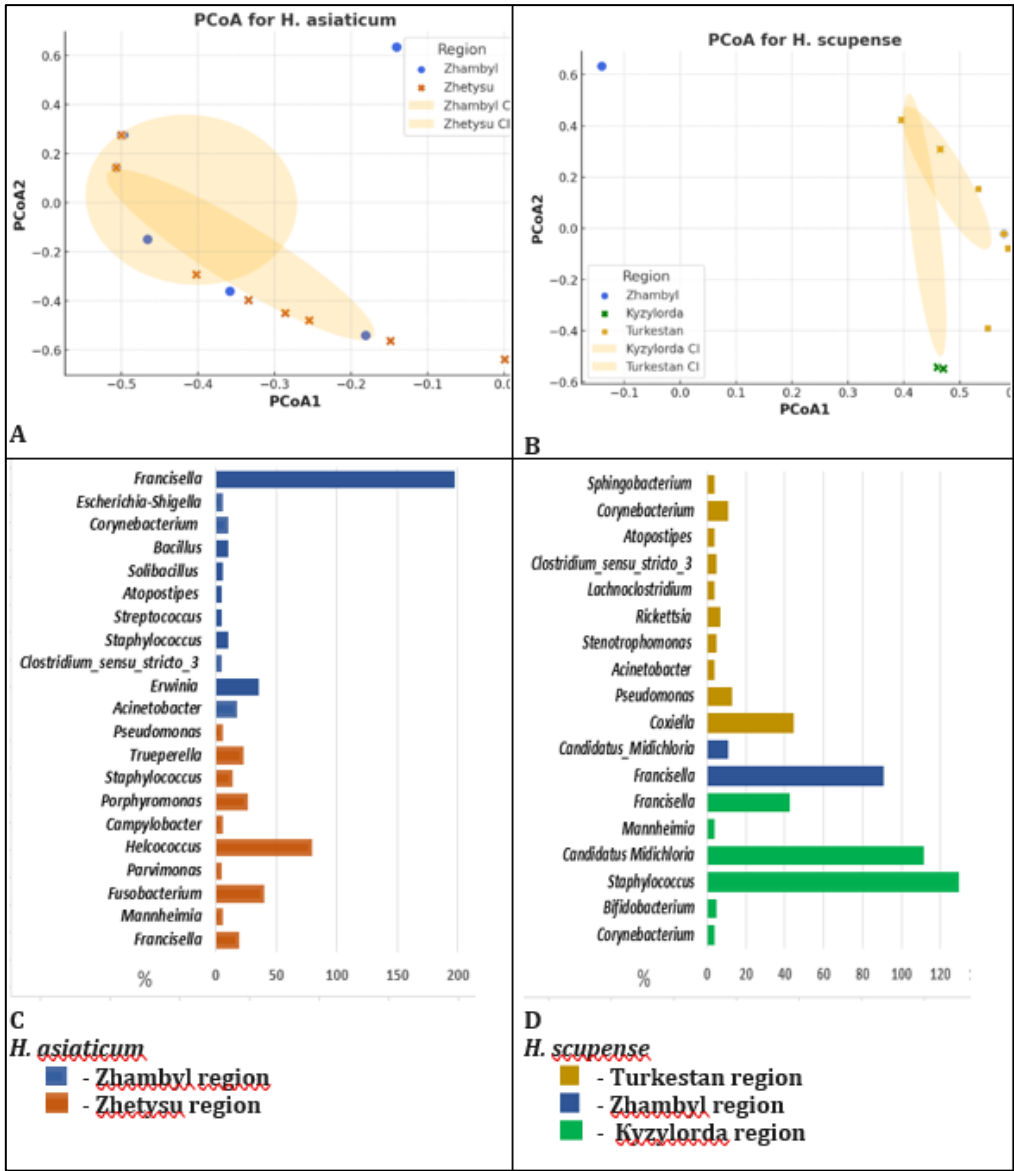 PCoA for H. asiaticum
Region
Zhambyl
Zhetysu
Zhambyl C
Zhetysu CI
0.6
0.4
0.2
0.0
−0.2
−0.4
−0.6
PCoA2
−0.5
−0.4
−0.3
−0.2
−0.1
0.0
PCoA1
A
PCoA for H. scupense
0.6
0.4
0.2
0.0
−0.2
−0.4
−0.6
PCoA2
Region
Zhambyl
Kyzylorda
Turkestan
Kyzylorda CI
Turkestan CI
−0.1
0.0
0.1
0.2
0.3
0.4
0.5
PCoA1
B
Francisella
Escherichia-Shigella
Corynebacterium
Bacillus
Solibacillus
Atopostipes
Streptococcus
Staphylococcus
Clostridium_sensu_stricto_3
Erwinia
Acinetobacter
Pseudomonas
Trueperella
Staphylococcus
Porphyromonas
Campylobacter
Helcococcus
Parvimonas
Fusobacterium
Mannheimia
Francisella
% 0 50 100 150 200
C
H. asiaticum
- Zhambyl region
- Zhetysu region
Sphingobacterium
Corynebacterium
Atopostipes
Clostridium_sensu_stricto_3
Lachnoclostridium
Rickettsia
Stenotrophomonas
Acinetobacter
Pseudomonas
Coxiella
Candidatus_Midichloria
Francisella
Francisella
Mannheimia
Candidatus Midichloria
Staphylococcus
Bifidobacterium
Corynebacterium
% 0 20 40 60 80 100 120
D
H. scupense
- Turkestan region
- Zhambyl region
- Kyzylorda region